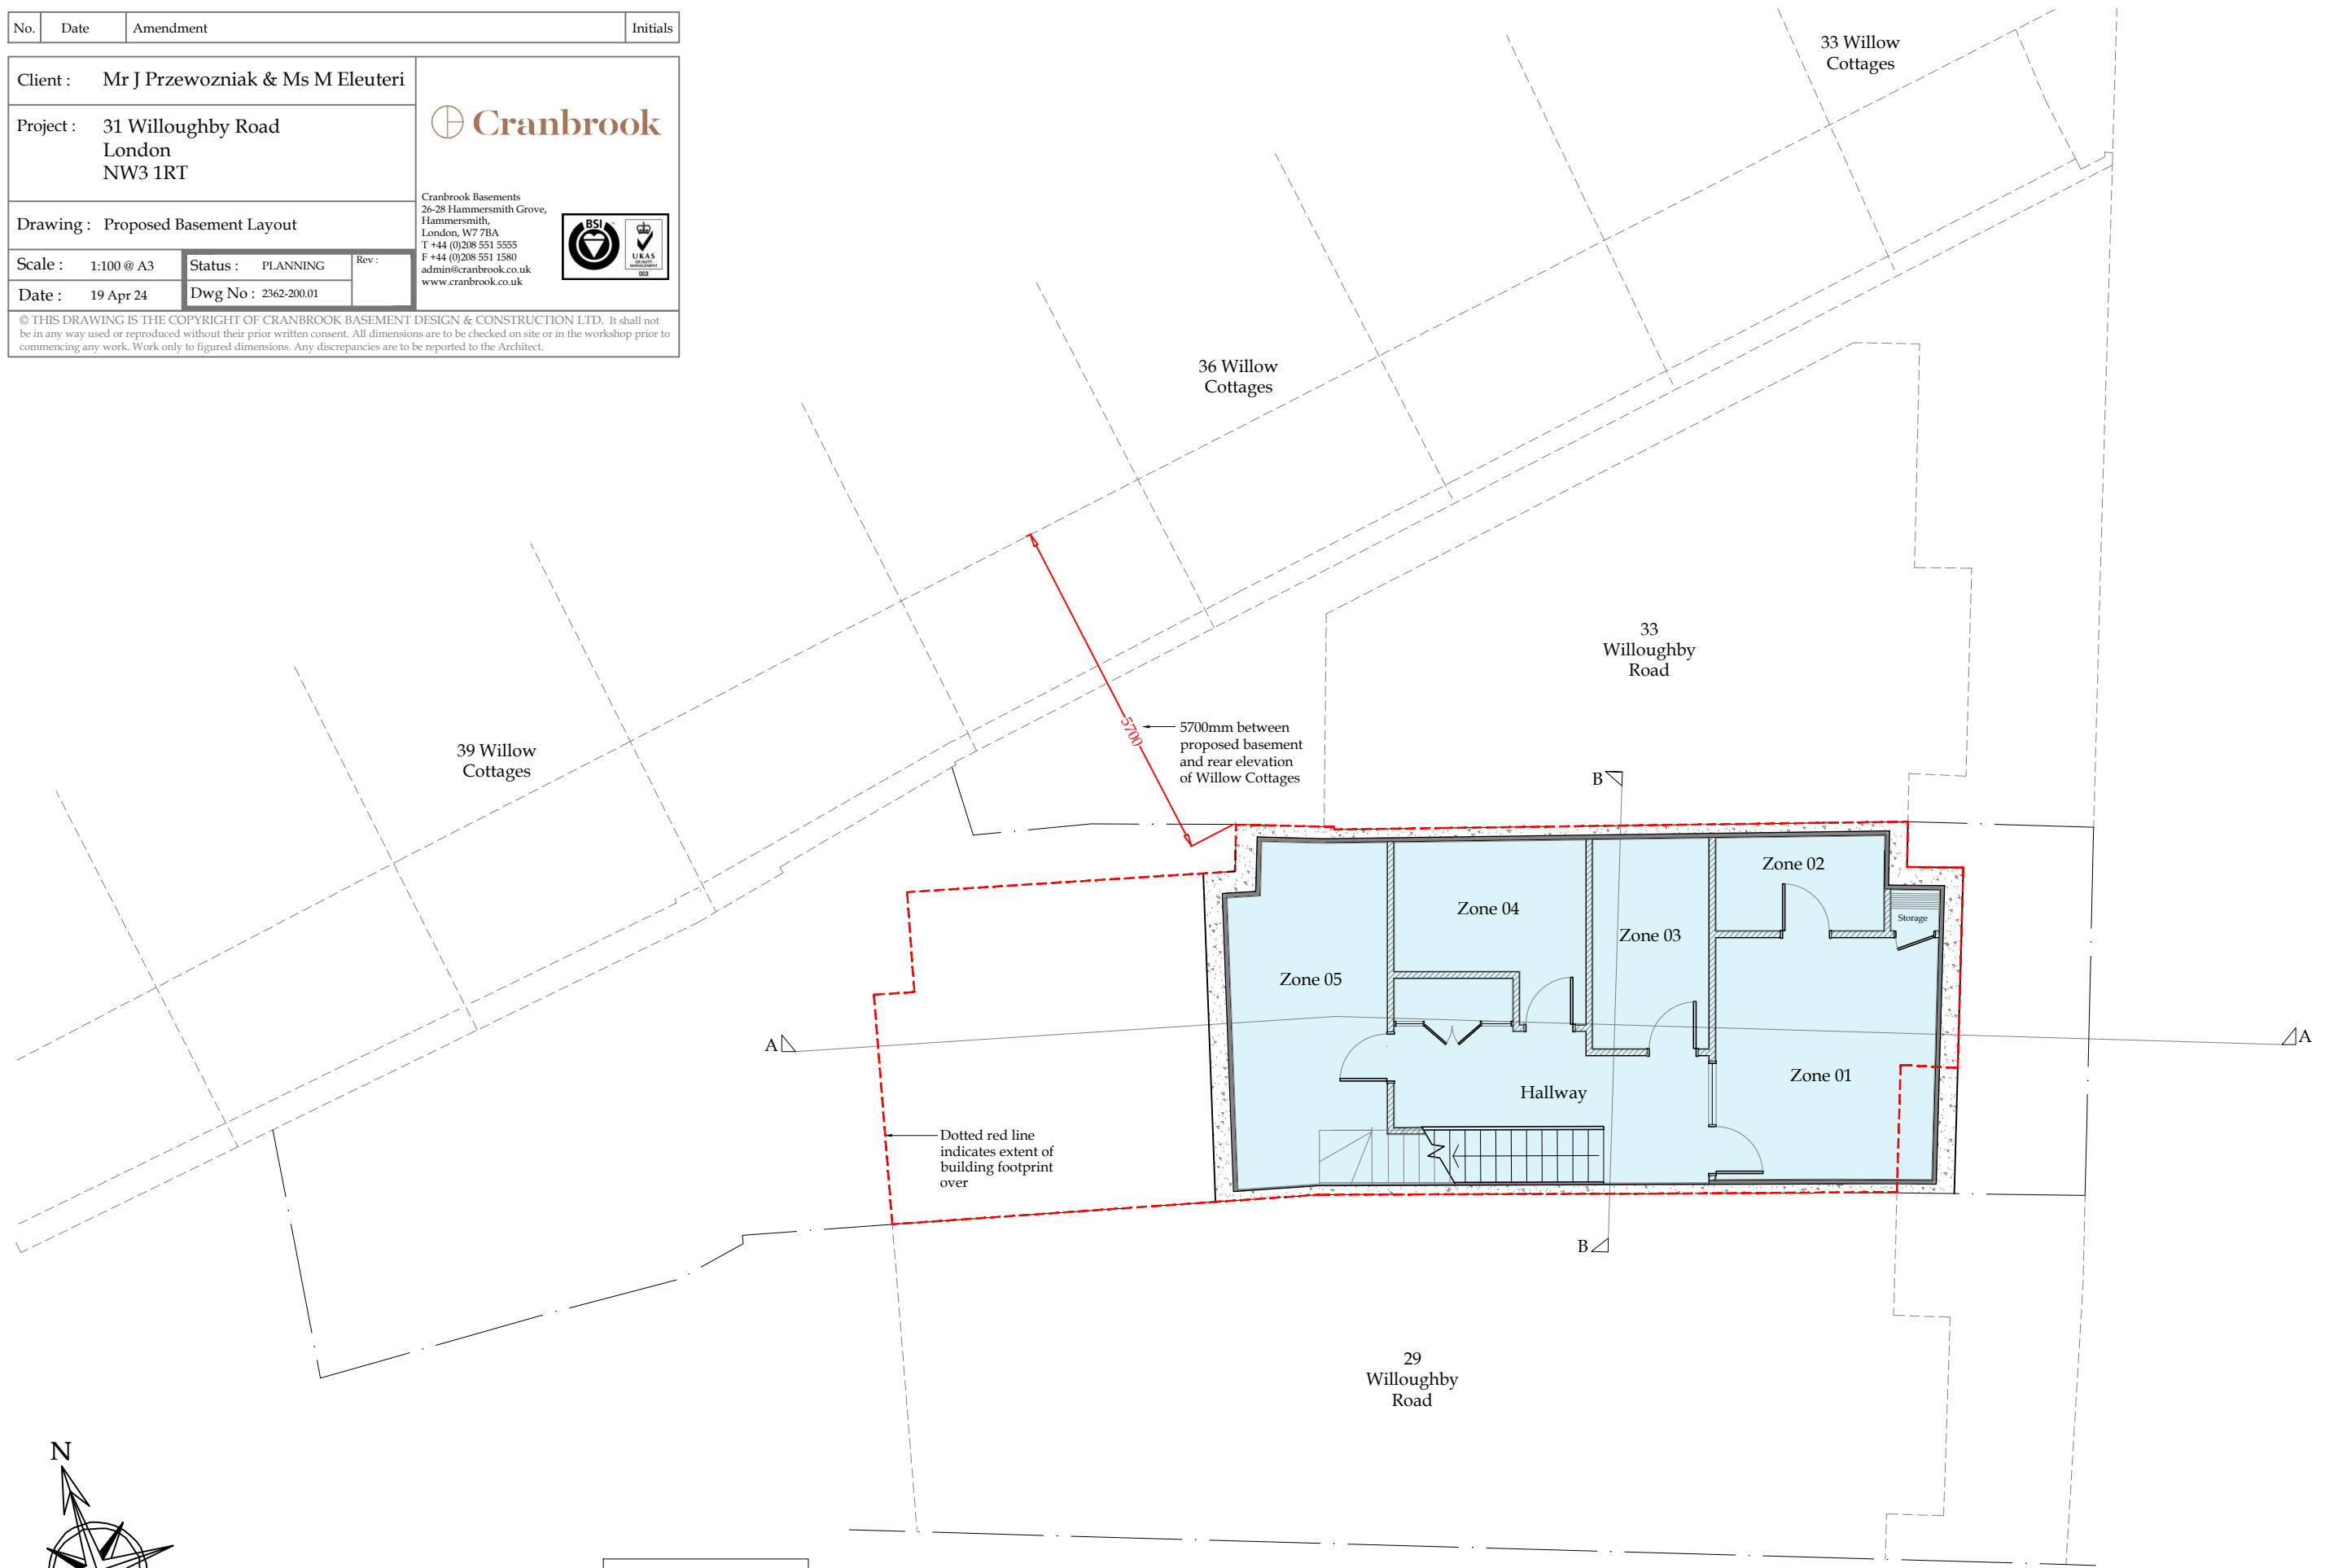 No. Date Amendment Initials
Client : Mr J Przewozniak & Ms M Eleuteri
Project : 31 Willoughby Road
London
NW3 1RT
Drawing : Proposed Basement Layout
Scale : 1:100 @ A3
Status : PLANNING
Rev :
Date : 19 Apr 24
Dwg No : 2362-200.01
Cranbrook
Cranbrook Basements
26-28 Hammersmith Grove,
Hammersmith,
London, W7 7BA
T +44 (0)208 551 5555
F +44 (0)208 551 1580
admin@cranbrook.co.uk
www.cranbrook.co.uk
BSI
UKAS
QUALITY
MANAGEMENT
003
© THIS DRAWING IS THE COPYRIGHT OF CRANBROOK BASEMENT DESIGN & CONSTRUCTION LTD. It shall not
be in any way used or reproduced without their prior written consent. All dimensions are to be checked on site or in the workshop prior to
commencing any work. Work only to figured dimensions. Any discrepancies are to be reported to the Architect.
33 Willow
Cottages
36 Willow
Cottages
33
Willoughby
Road
39 Willow
Cottages
5700
5700mm between
proposed basement
and rear elevation
of Willow Cottages
B
Zone 02
Zone 04
Storage
Zone 03
Zone 05
A
A
Zone 01
Hallway
Dotted red line
indicates extent of
building footprint
over
B
29
Willoughby
Road
N